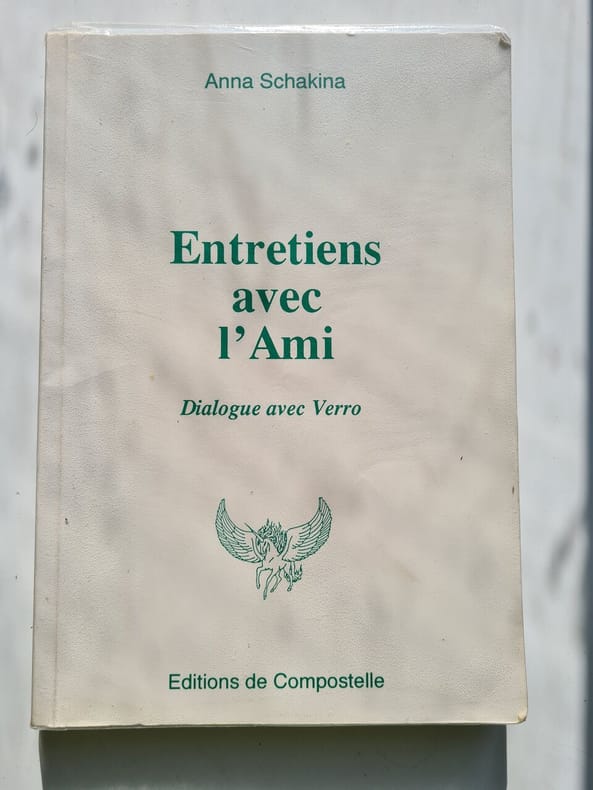 Anna Schakina
Entretiens
avec
l'Ami
Dialogue avec Verro
Editions de Compostelle